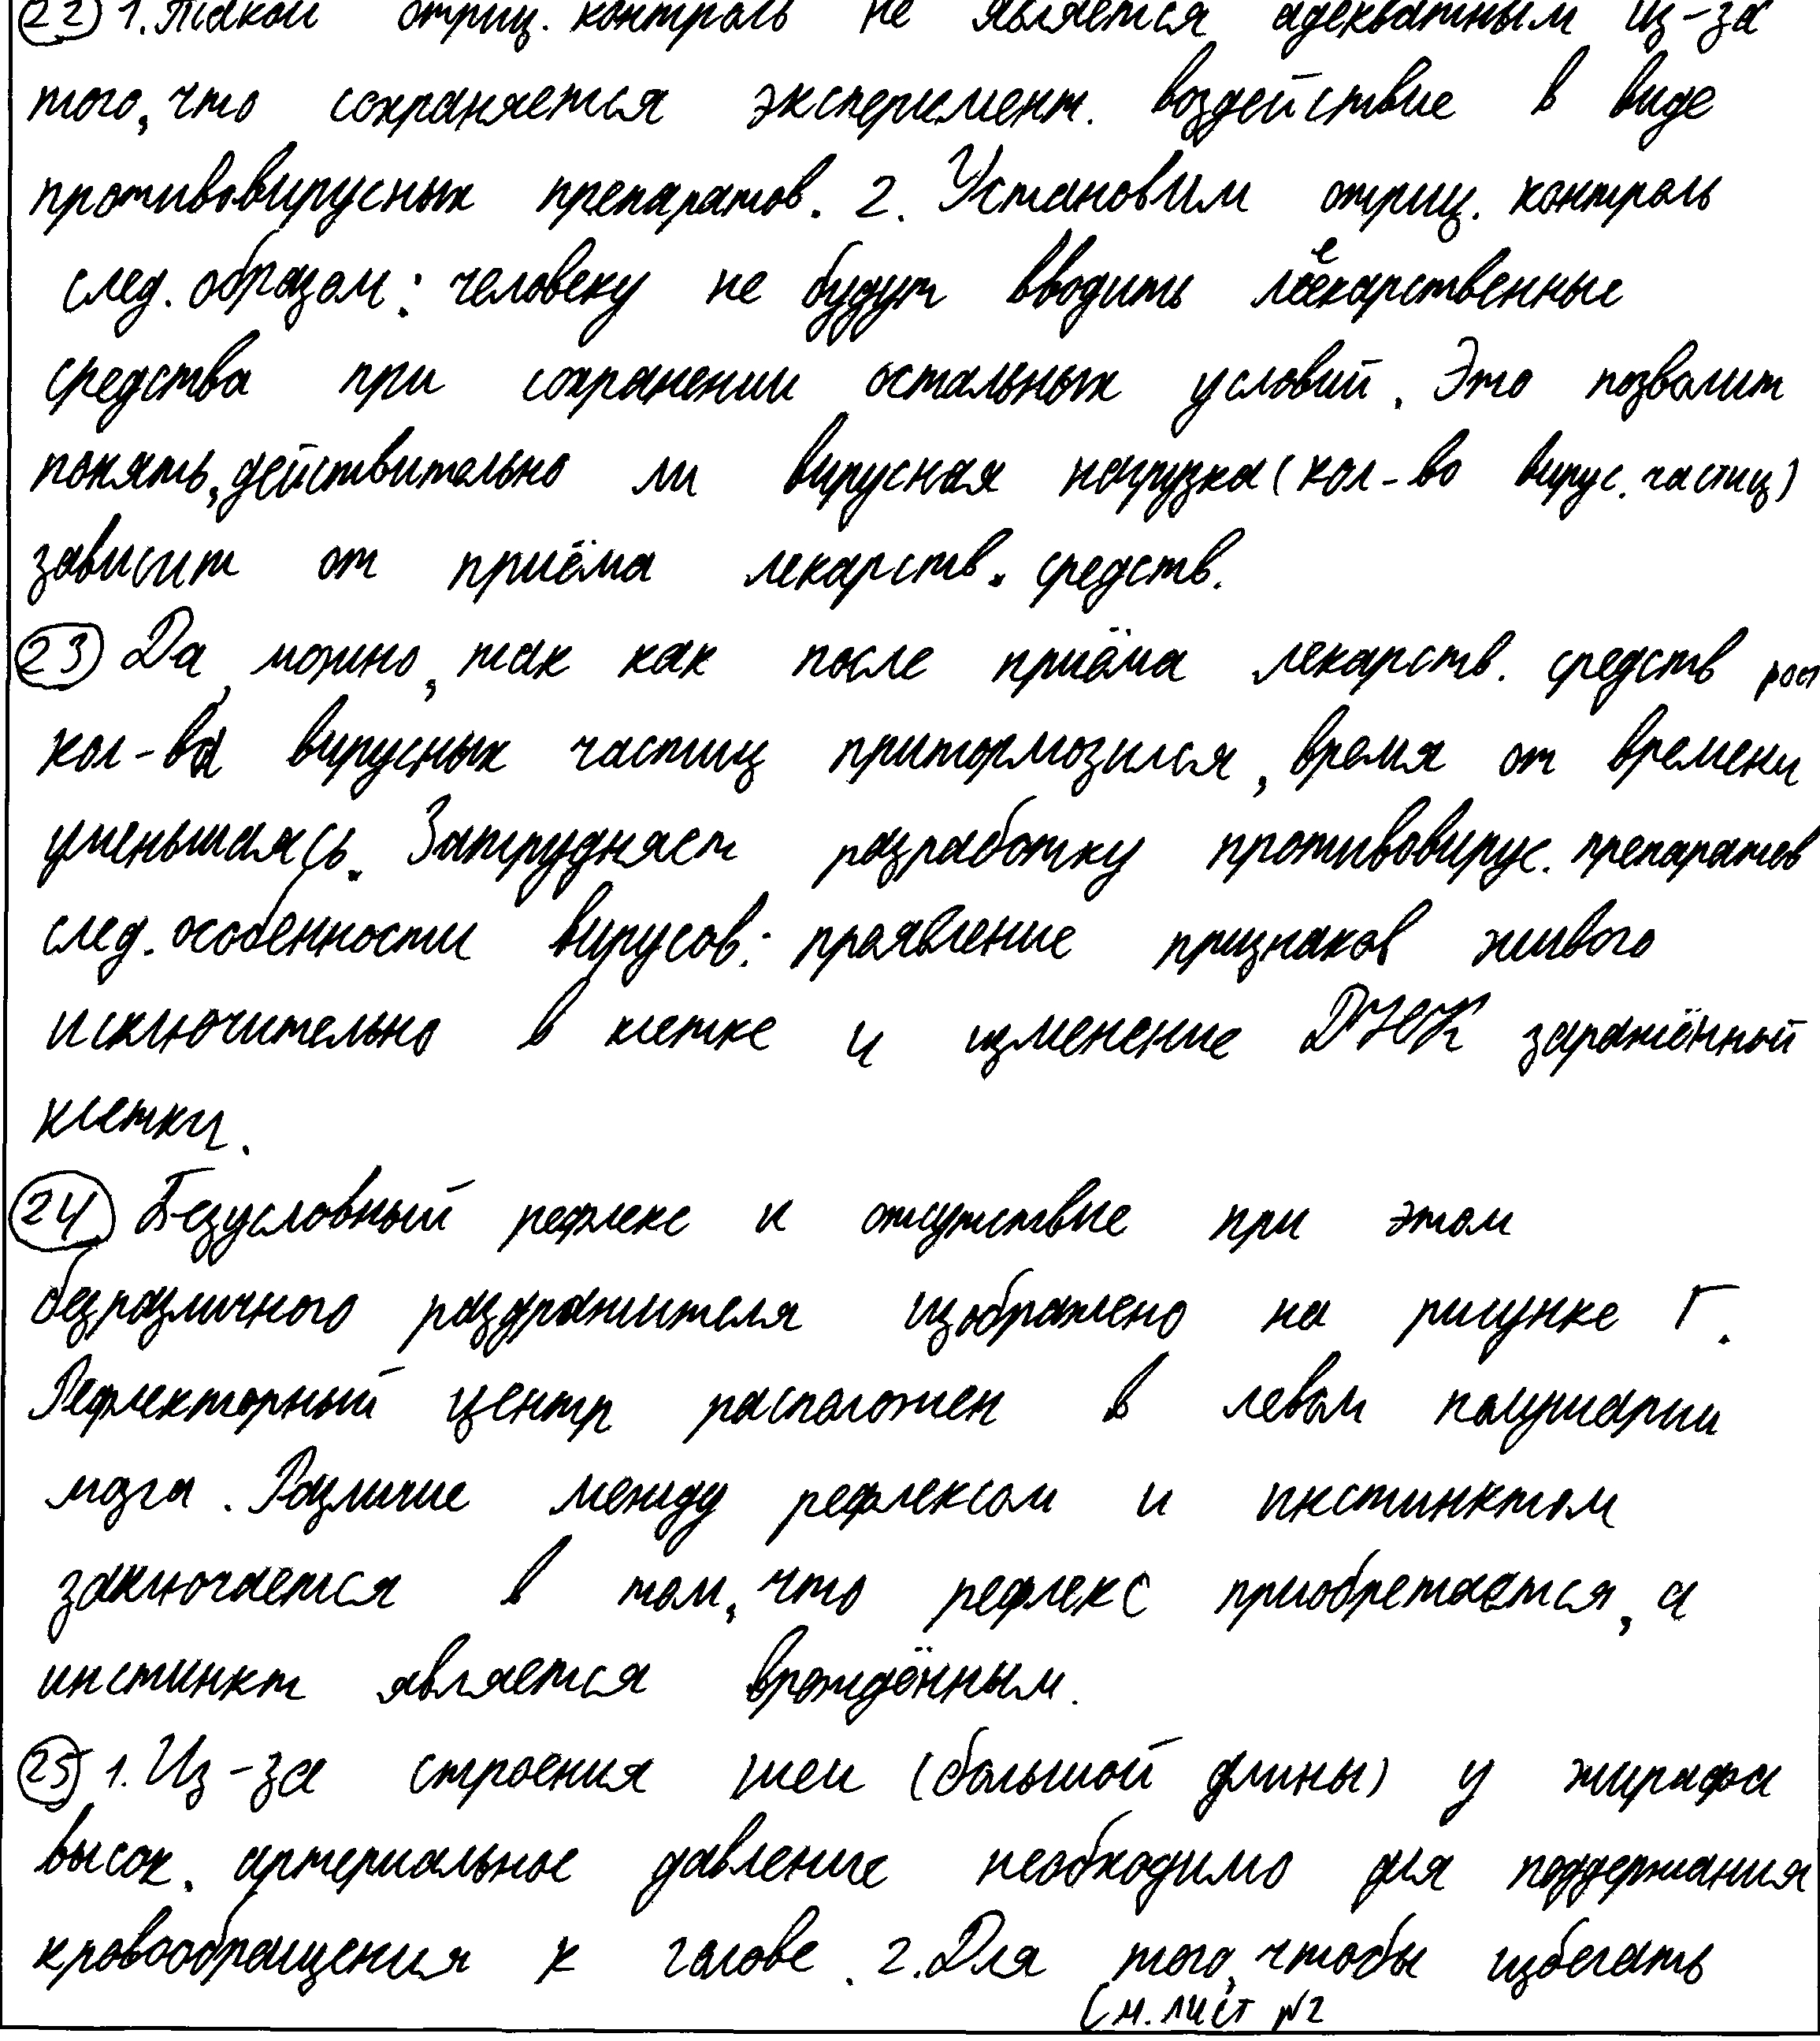 22 1. Такой отриц. контроль не является адекватным из-за
того, что сохраняется эксперимент. воздействие в виде
противовирусных препаратов. 2. Установим отриц. контроль
след. образом: человеку не будут вводить лекарственные
средства при сохранении остальных условий. Это позволит
понять, действительно ли вирусная нагрузка (кол-во вирус. частиц)
зависит от приёма лекарств. средств.
23 Да, можно, так как после приёма лекарств. средств рост
кол-ва вирусных частиц притормозился, время от времени
уменьшаясь. Затрудняет разработку противовирус. препаратов
след. особенности вирусов: проявление признаков живого
исключительно в клетке и изменение ДНК заражённой
клетки.
24 Безусловный рефлекс и отсутствие при этом
безразличного раздражителя изображено на рисунке Г.
Рефлекторный центр расположен в левом полушарии
мозга. Различие между рефлексом и инстинктом
заключается в том, что рефлекс приобретается, а
инстинкт является врождённым.
25 1. Из-за строения шеи (большой длины) у жирафа
высок. артериальное давление необходимо для поддержания
кровообращения к голове. 2. Для того, чтобы избегать
См. лист №2